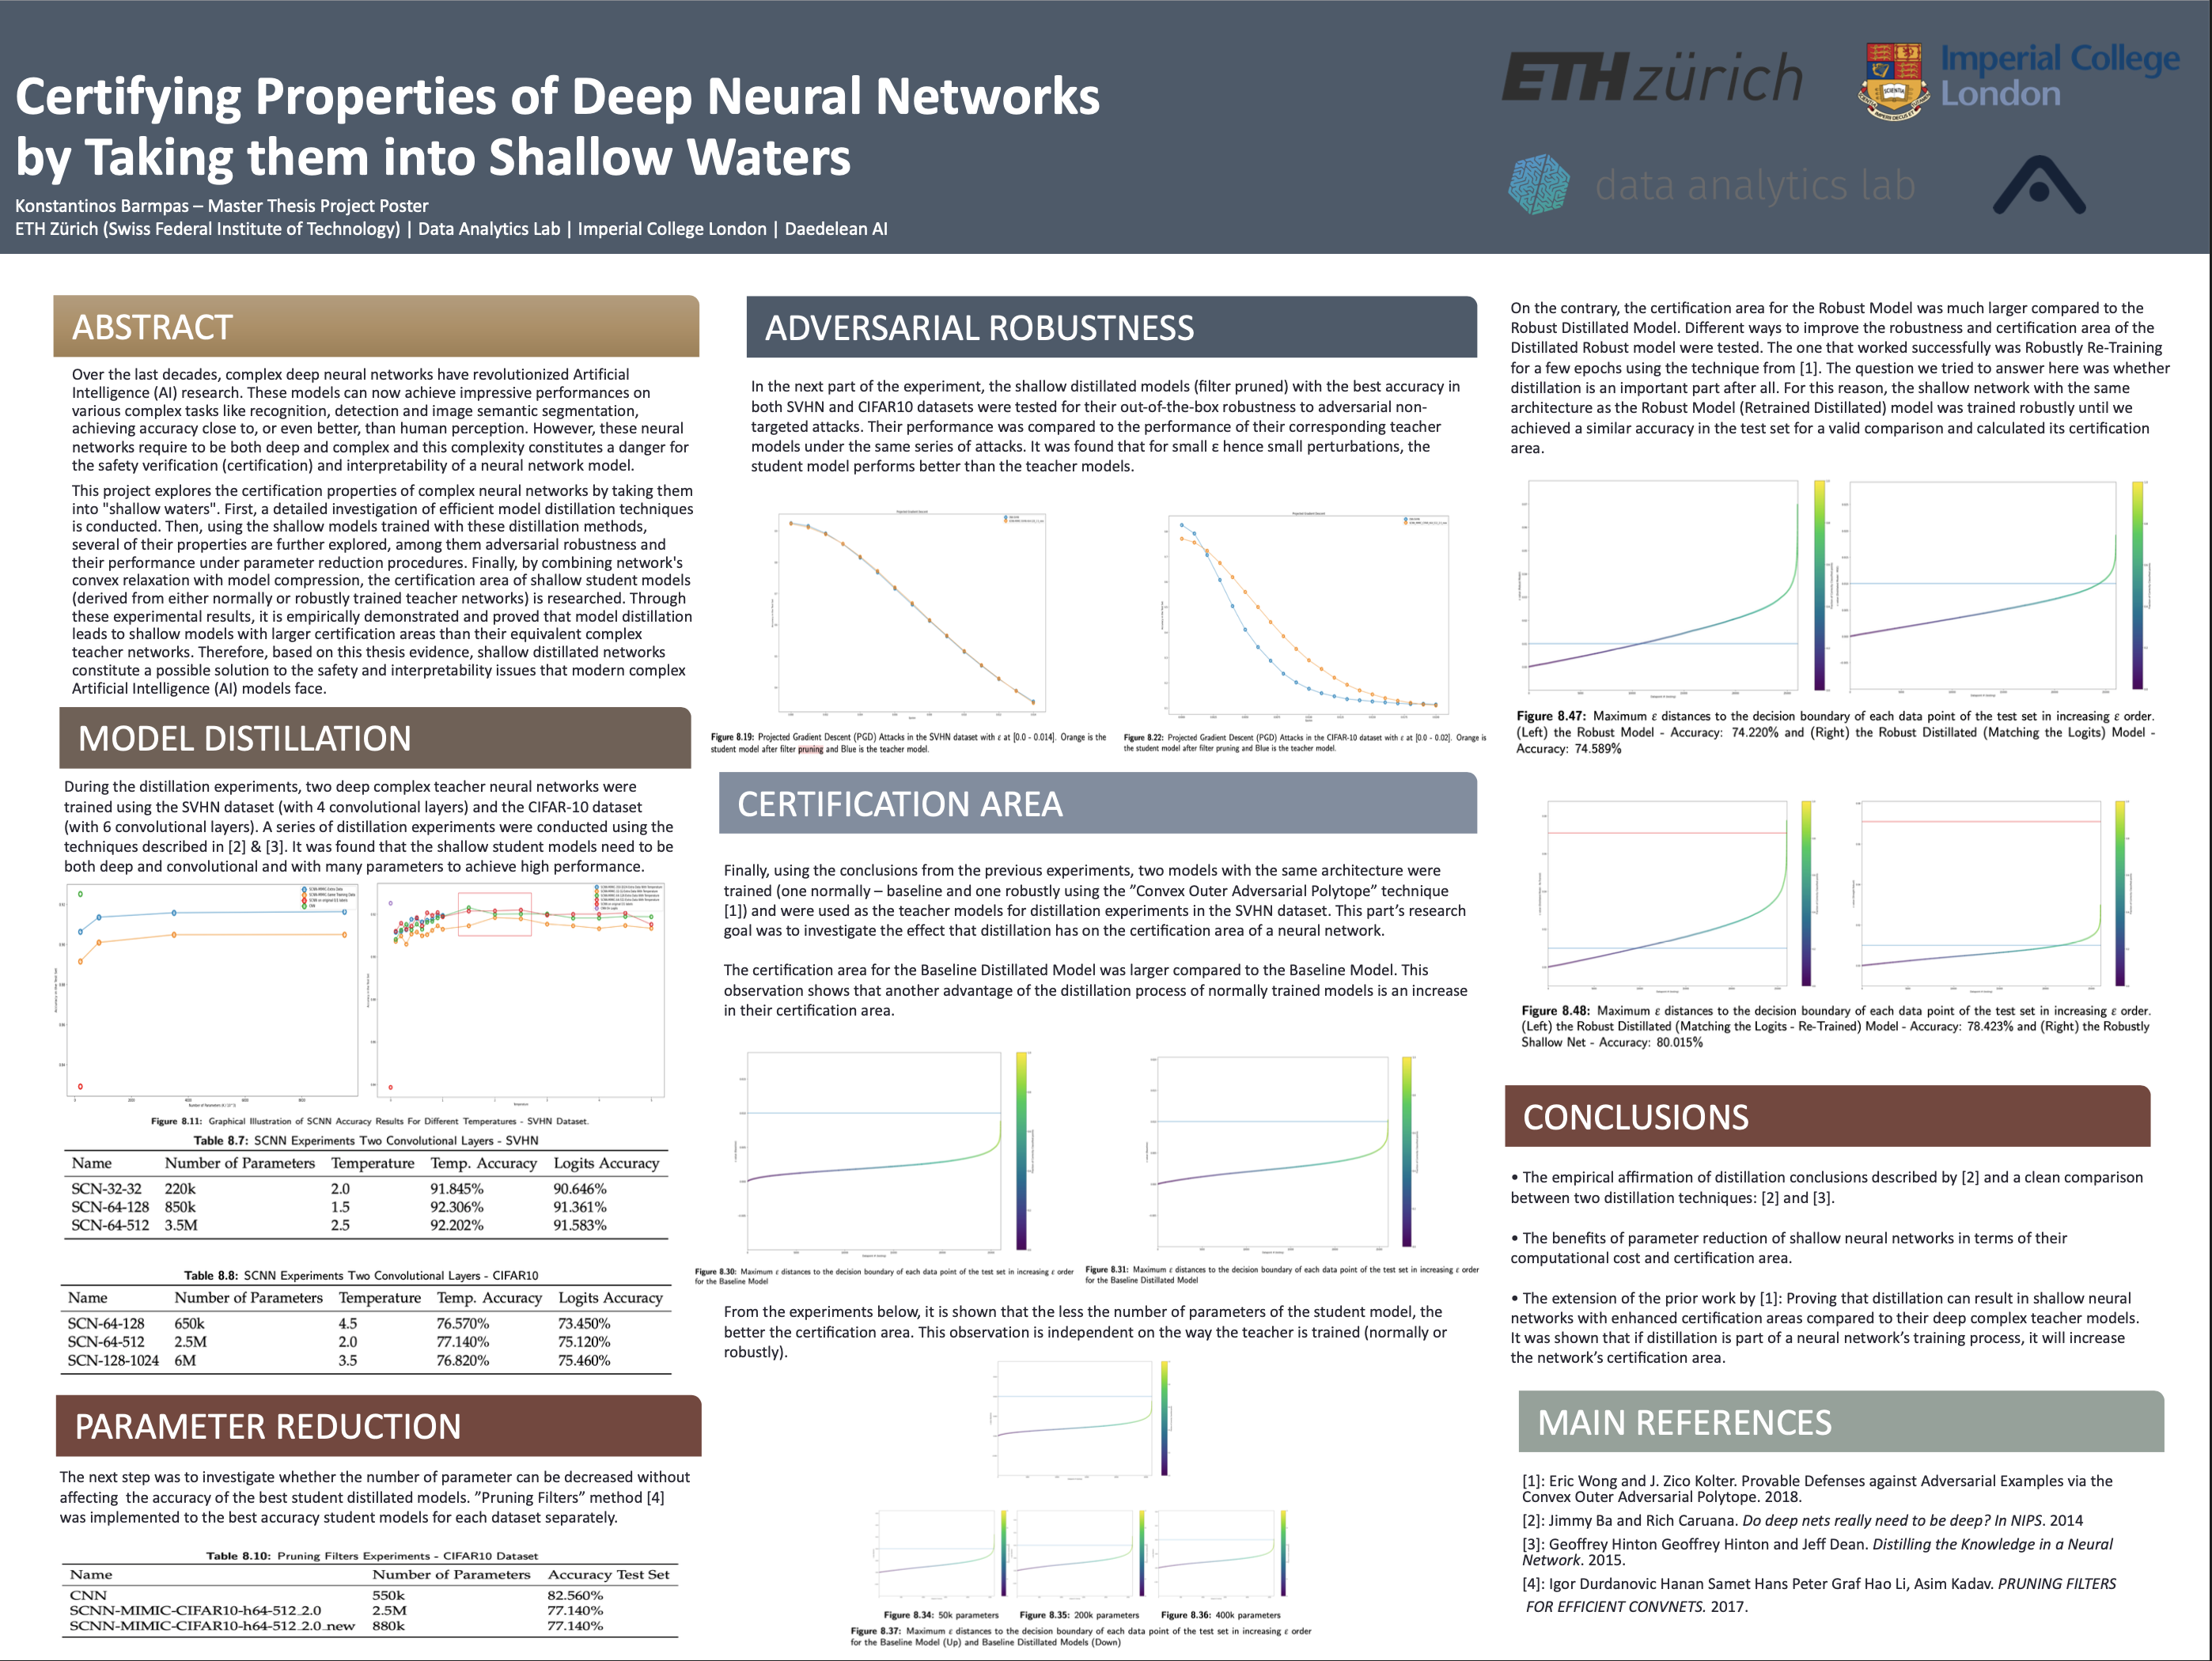 Certifying Properties of Deep Neural Networks
by Taking them into Shallow Waters
Konstantinos Barmpas – Master Thesis Project Poster
ETH Zürich (Swiss Federal Institute of Technology) | Data Analytics Lab | Imperial College London | Daedelean AI
ETH zürich
Imperial College
London
data analytics lab
ABSTRACT
Over the last decades, complex deep neural networks have revolutionized Artificial
Intelligence (AI) research. These models can now achieve impressive performances on
various complex tasks like recognition, detection and image semantic segmentation,
achieving accuracy close to, or even better, than human perception. However, these neural
networks require to be both deep and complex and this complexity constitutes a danger for
the safety verification (certification) and interpretability of a neural network model.
This project explores the certification properties of complex neural networks by taking them
into "shallow waters". First, a detailed investigation of efficient model distillation techniques
is conducted. Then, using the shallow models trained with these distillation methods,
several of their properties are further explored, among them adversarial robustness and
their performance under parameter reduction procedures. Finally, by combining network's
convex relaxation with model compression, the certification area of shallow student models
(derived from either normally or robustly trained teacher networks) is researched. Through
these experimental results, it is empirically demonstrated and proved that model distillation
leads to shallow models with larger certification areas than their equivalent complex
teacher networks. Therefore, based on this thesis evidence, shallow distilled networks
constitute a possible solution to the safety and interpretability issues that modern complex
Artificial Intelligence (AI) models face.
MODEL DISTILLATION
During the distillation experiments, two deep complex teacher neural networks were
trained using the SVHN dataset (with 4 convolutional layers) and the CIFAR-10 dataset
(with 6 convolutional layers). A series of distillation experiments were conducted using the
techniques described in [2] & [3]. It was found that the shallow student models need to be
both deep and convolutional and with many parameters to achieve high performance.
Figure 8.11: Graphical Illustration of SCNN Accuracy Results For Different Temperatures - SVHN Dataset.
Table 8.7: SCNN Experiments Two Convolutional Layers - SVHN
Name Number of Parameters Temperature Temp. Accuracy Logits Accuracy
SCN-32-32 220k 2.0 91.845% 90.646%
SCN-64-128 850k 1.5 92.306% 91.361%
SCN-64-512 3.5M 2.5 92.202% 91.583%
Table 8.8: SCNN Experiments Two Convolutional Layers - CIFAR10
Name Number of Parameters Temperature Temp. Accuracy Logits Accuracy
SCN-64-128 650k 4.5 76.570% 73.450%
SCN-64-512 2.5M 2.0 77.140% 75.120%
SCN-128-1024 6M 3.5 76.820% 75.460%
PARAMETER REDUCTION
The next step was to investigate whether the number of parameter can be decreased without
affecting the accuracy of the best student distillated models. ”Pruning Filters” method [4]
was implemented to the best accuracy student models for each dataset separately.
Table 8.10: Pruning Filters Experiments - CIFAR10 Dataset
Name Number of Parameters Accuracy Test Set
CNN 550k 82.560%
SCNN-MIMIC-CIFAR10-h64-512_2.0 2.5M 77.140%
SCNN-MIMIC-CIFAR10-h64-512_2.0_new 880k 77.140%
ADVERSARIAL ROBUSTNESS
In the next part of the experiment, the shallow distillated models (filter pruned) with the best accuracy in
both SVHN and CIFAR10 datasets were tested for their out-of-the-box robustness to adversarial non-
targeted attacks. Their performance was compared to the performance of their corresponding teacher
models under the same series of attacks. It was found that for small ε hence small perturbations, the
student model performs better than the teacher models.
Figure 8.19: Projected Gradient Descent (PGD) Attacks in the SVHN dataset with ε at [0.0 - 0.014]. Orange is the
student model after filter pruning and Blue is the teacher model.
Figure 8.22: Projected Gradient Descent (PGD) Attacks in the CIFAR-10 dataset with ε at [0.0 - 0.02]. Orange is
the student model after filter pruning and Blue is the teacher model.
CERTIFICATION AREA
Finally, using the conclusions from the previous experiments, two models with the same architecture were
trained (one normally – baseline and one robustly using the ”Convex Outer Adversarial Polytope” technique
[1]) and were used as the teacher models for distillation experiments in the SVHN dataset. This part’s research
goal was to investigate the effect that distillation has on the certification area of a neural network.
The certification area for the Baseline Distillated Model was larger compared to the Baseline Model. This
observation shows that another advantage of the distillation process of normally trained models is an increase
in their certification area.
Figure 8.30: Maximum ε distances to the decision boundary of each data point of the test set in increasing ε order
for the Baseline Model
Figure 8.31: Maximum ε distances to the decision boundary of each data point of the test set in increasing ε order
for the Baseline Distillated Model
From the experiments below, it is shown that the less the number of parameters of the student model, the
better the certification area. This observation is independent on the way the teacher is trained (normally or
robustly).
Figure 8.34: 50k parameters
Figure 8.35: 200k parameters
Figure 8.36: 400k parameters
Figure 8.37: Maximum ε distances to the decision boundary of each data point of the test set in increasing ε order
for the Baseline Model (Up) and Baseline Distillated Models (Down)
On the contrary, the certification area for the Robust Model was much larger compared to the
Robust Distillated Model. Different ways to improve the robustness and certification area of the
Distillated Robust model were tested. The one that worked successfully was Robustly Re-Training
for a few epochs using the technique from [1]. The question we tried to answer here was whether
distillation is an important part after all. For this reason, the shallow network with the same
architecture as the Robust Model (Retrained Distillated) model was trained robustly until we
achieved a similar accuracy in the test set for a valid comparison and calculated its certification
area.
Figure 8.47: Maximum ε distances to the decision boundary of each data point of the test set in increasing ε order.
(Left) the Robust Model - Accuracy: 74.220% and (Right) the Robust Distillated (Matching the Logits) Model -
Accuracy: 74.589%
Figure 8.48: Maximum ε distances to the decision boundary of each data point of the test set in increasing ε order.
(Left) the Robust Distillated (Matching the Logits - Re-Trained) Model - Accuracy: 78.423% and (Right) the Robustly
Shallow Net - Accuracy: 80.015%
CONCLUSIONS
• The empirical affirmation of distillation conclusions described by [2] and a clean comparison
between two distillation techniques: [2] and [3].
• The benefits of parameter reduction of shallow neural networks in terms of their
computational cost and certification area.
• The extension of the prior work by [1]: Proving that distillation can result in shallow neural
networks with enhanced certification areas compared to their deep complex teacher models.
It was shown that if distillation is part of a neural network’s training process, it will increase
the network’s certification area.
MAIN REFERENCES
[1]: Eric Wong and J. Zico Kolter. Provable Defenses against Adversarial Examples via the
Convex Outer Adversarial Polytope. 2018.
[2]: Jimmy Ba and Rich Caruana. Do deep nets really need to be deep? In NIPS. 2014
[3]: Geoffrey Hinton Geoffrey Hinton and Jeff Dean. Distilling the Knowledge in a Neural
Network. 2015.
[4]: Igor Durdanovic Hanan Samet Hans Peter Graf Hao Li, Asim Kadav. PRUNING FILTERS
FOR EFFICIENT CONVNETS. 2017.